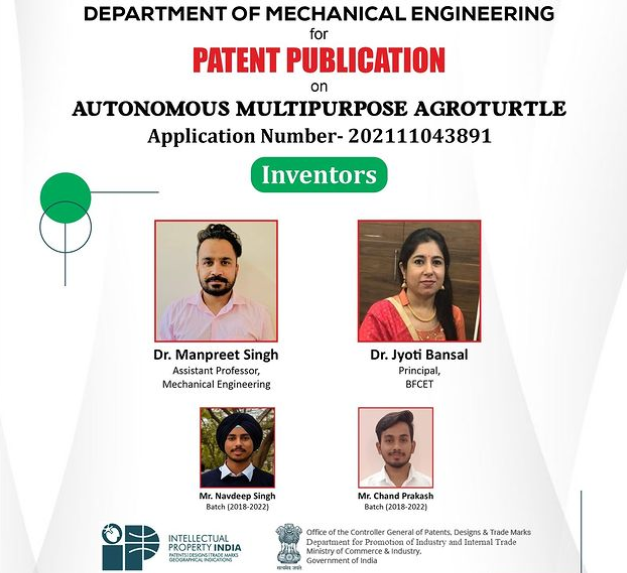 DEPARTMENT OF MECHANICAL ENGINEERING
for
PATENT PUBLICATION
on
AUTONOMOUS MULTIPURPOSE AGROTURTLE
Application Number- 202111043891
Inventors
Dr. Manpreet Singh
Assistant Professor,
Mechanical Engineering
Dr. Jyoti Bansal
Principal,
BFCET
Mr. Navdeep Singh
Batch (2018-2022)
Mr. Chand Prakash
Batch (2018-2022)
INTELLECTUAL
PROPERTY INDIA
PATENTS | DESIGNS | TRADE MARKS
GEOGRAPHICAL INDICATIONS
Office of the Controller General of Patents, Designs & Trade Marks
Department for Promotion of Industry and Internal Trade
Ministry of Commerce & Industry,
Government of India